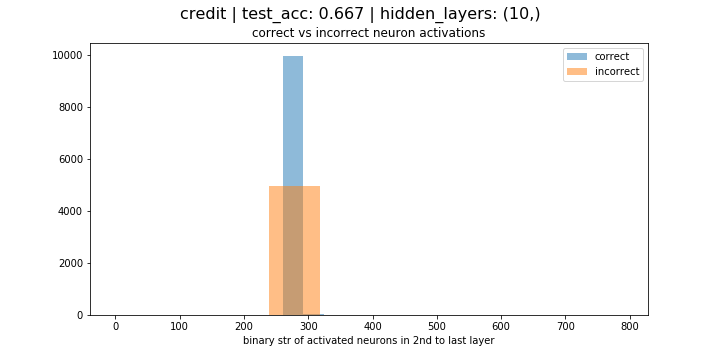 credit | test_acc: 0.667 | hidden_layers: (10,)
correct vs incorrect neuron activations
correct
incorrect
10000
8000
6000
4000
2000
0
0 100 200 300 400 500 600 700 800
binary str of activated neurons in 2nd to last layer